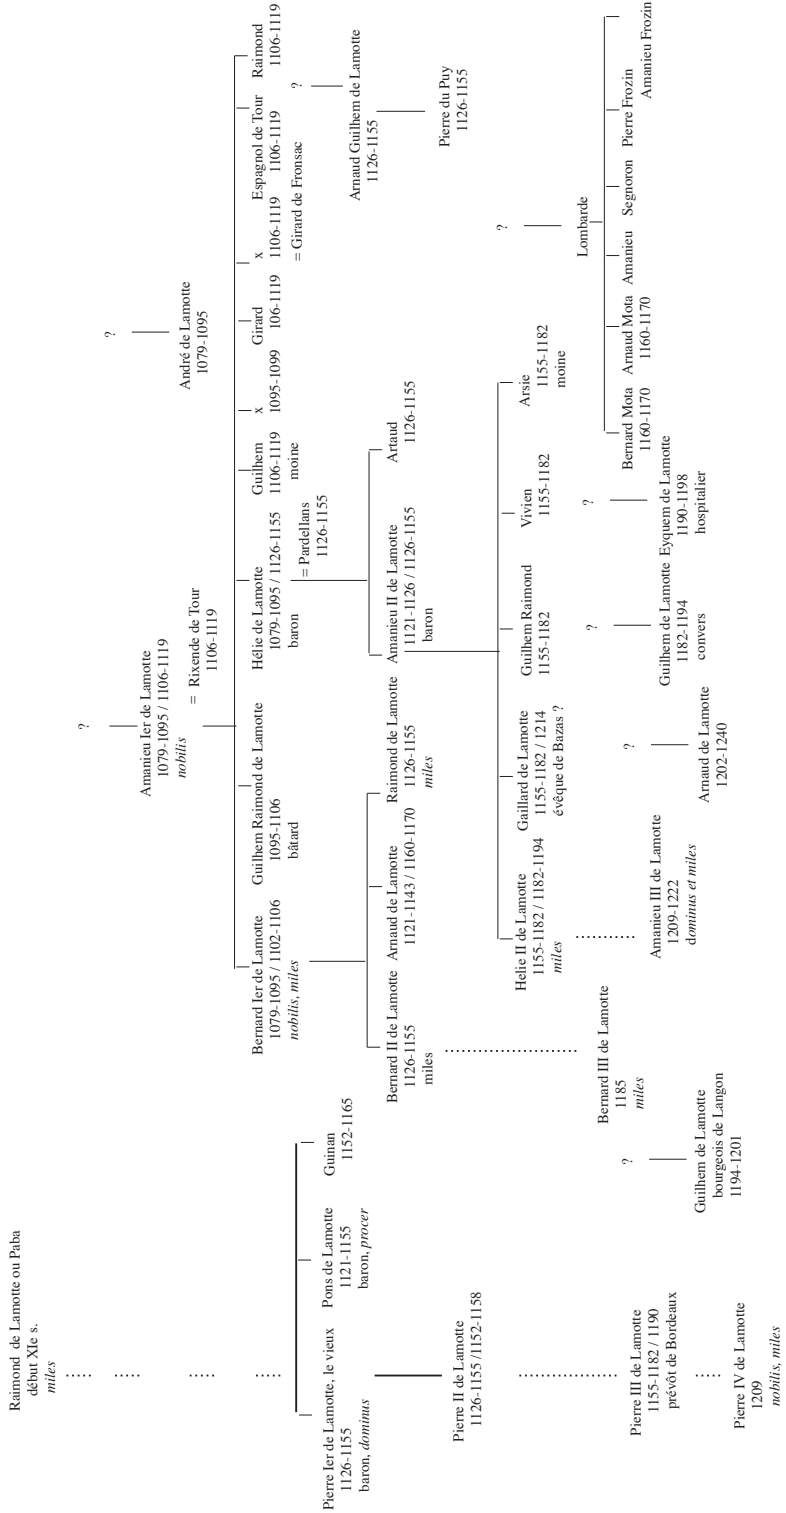 Raimond de Lamotte ou Paba
début XIe s.
miles
Pierre Ier de Lamotte, le vieux
1126-1155
baron, dominus
Pons de Lamotte
1121-1155
baron, procer
Guinan
1152-1165
Pierre II de Lamotte
1126-1155 /1152-1158
Pierre III de Lamotte
1155-1182 / 1190
prévôt de Bordeaux
Pierre IV de Lamotte
1209
nobilis, miles
?
Guilhem de Lamotte
bourgeois de Langon
1194-1201
?
Amanieu Ier de Lamotte
1079-1095 / 1106-1119
nobilis
= Rixende de Tour
1106-1119
?
André de Lamotte
1079-1095
Bernard Ier de Lamotte
1079-1095 / 1102-1106
nobilis, miles
Guilhem Raimond de Lamotte
1095-1106
bâtard
Hélie de Lamotte
1079-1095 / 1126-1155
baron
= Pardellans
1126-1155
Guilhem
1106-1119
moine
x
1095-1099
Girard
106-1119
x
1106-1119
= Girard de Fronsac
Espagnol de Tour
1106-1119
Raimond
1106-1119
?
Arnaud Guilhem de Lamotte
1126-1155
Pierre du Puy
1126-1155
Bernard II de Lamotte
1126-1155
miles
Arnaud de Lamotte
1121-1143 / 1160-1170
Raimond de Lamotte
1126-1155
miles
Amanieu II de Lamotte
1121-1126 / 1126-1155
baron
Artaud
1126-1155
Helie II de Lamotte
1155-1182 / 1182-1194
miles
Gaillard de Lamotte
1155-1182 / 1214
évêque de Bazas ?
Guilhem Raimond
1155-1182
Vivien
1155-1182
Arsie
1155-1182
moine
?
Lombarde
Bernard Mota
1160-1170
Arnaud Mota
1160-1170
Amanieu
Segnoron
Pierre Frozin
Amanieu Frozin
Bernard III de Lamotte
1185
miles
Amanieu III de Lamotte
1209-1222
dominus et miles
?
Arnaud de Lamotte
1202-1240
?
Guilhem de Lamotte
1182-1194
convers
?
Eyquem de Lamotte
1190-1198
hospitalier